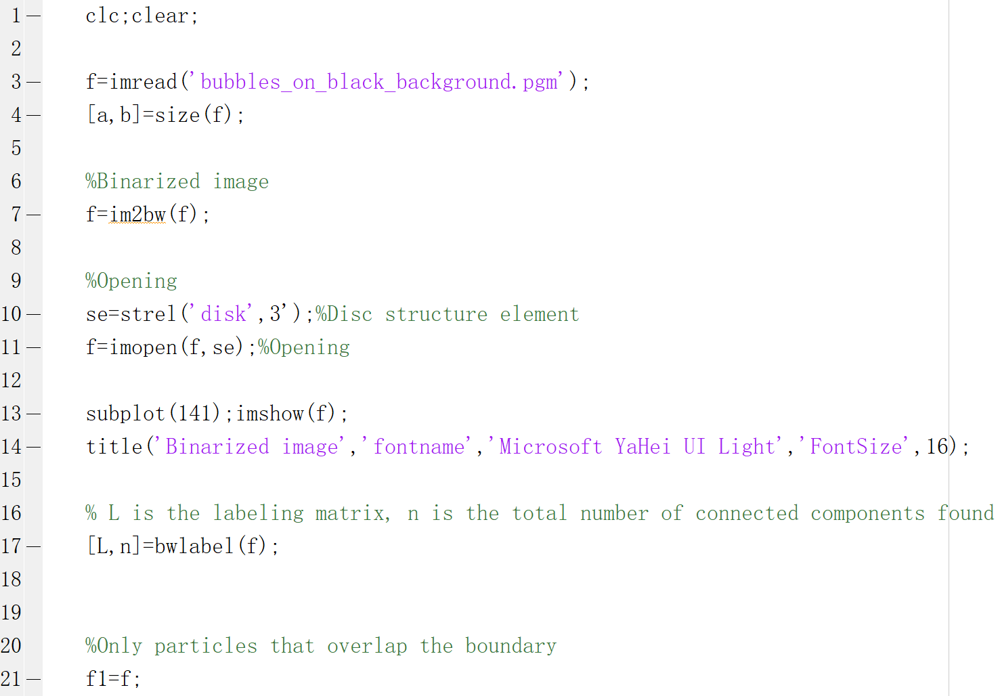 1 — clc;clear;
2
3 — f=imread('bubbles_on_black_background.pgm');
4 — [a,b]=size(f);
5
6 %Binarized image
7 — f=im2bw(f);
8
9 %Opening
10 — se=strel('disk',3');%Disc structure element
11 — f=imopen(f,se);%Opening
12
13 — subplot(141);imshow(f);
14 — title('Binarized image','fontname','Microsoft YaHei UI Light','FontSize',16);
15
16 % L is the labeling matrix, n is the total number of connected components found
17 — [L,n]=bwlabel(f);
18
19
20 %Only particles that overlap the boundary
21 — f1=f;